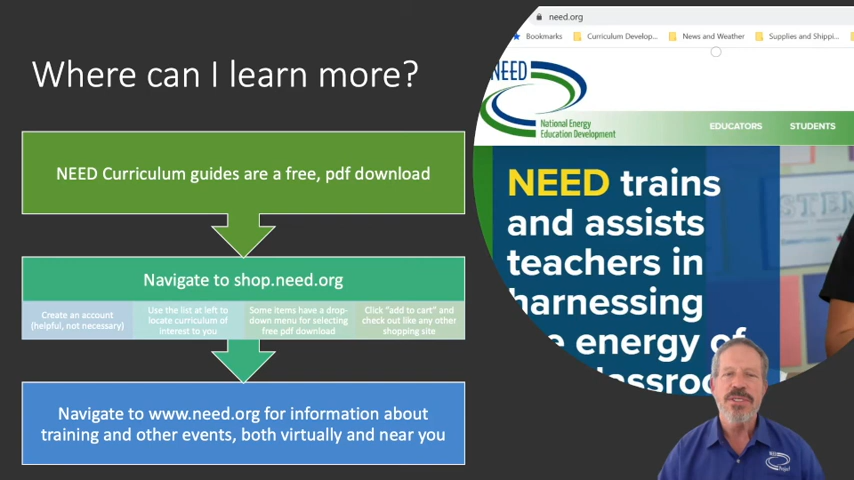 Where can I learn more?
NEED Curriculum guides are a free, pdf download
Navigate to shop.need.org
Create an account
(helpful, not necessary)
Use the list at left to
locate curriculum of
interest to you
Some items have a drop-
down menu for selecting
free pdf download
Click "add to cart" and
check out like any other
shopping site
Navigate to www.need.org for information about
training and other events, both virtually and near you
need.org
Bookmarks
Curriculum Develop...
News and Weather
Supplies and Shippi...
NEED
National Energy
Education Development
EDUCATORS STUDENTS
NEED trains
and assists
teachers in
harnessing
energy of
NEED
Project